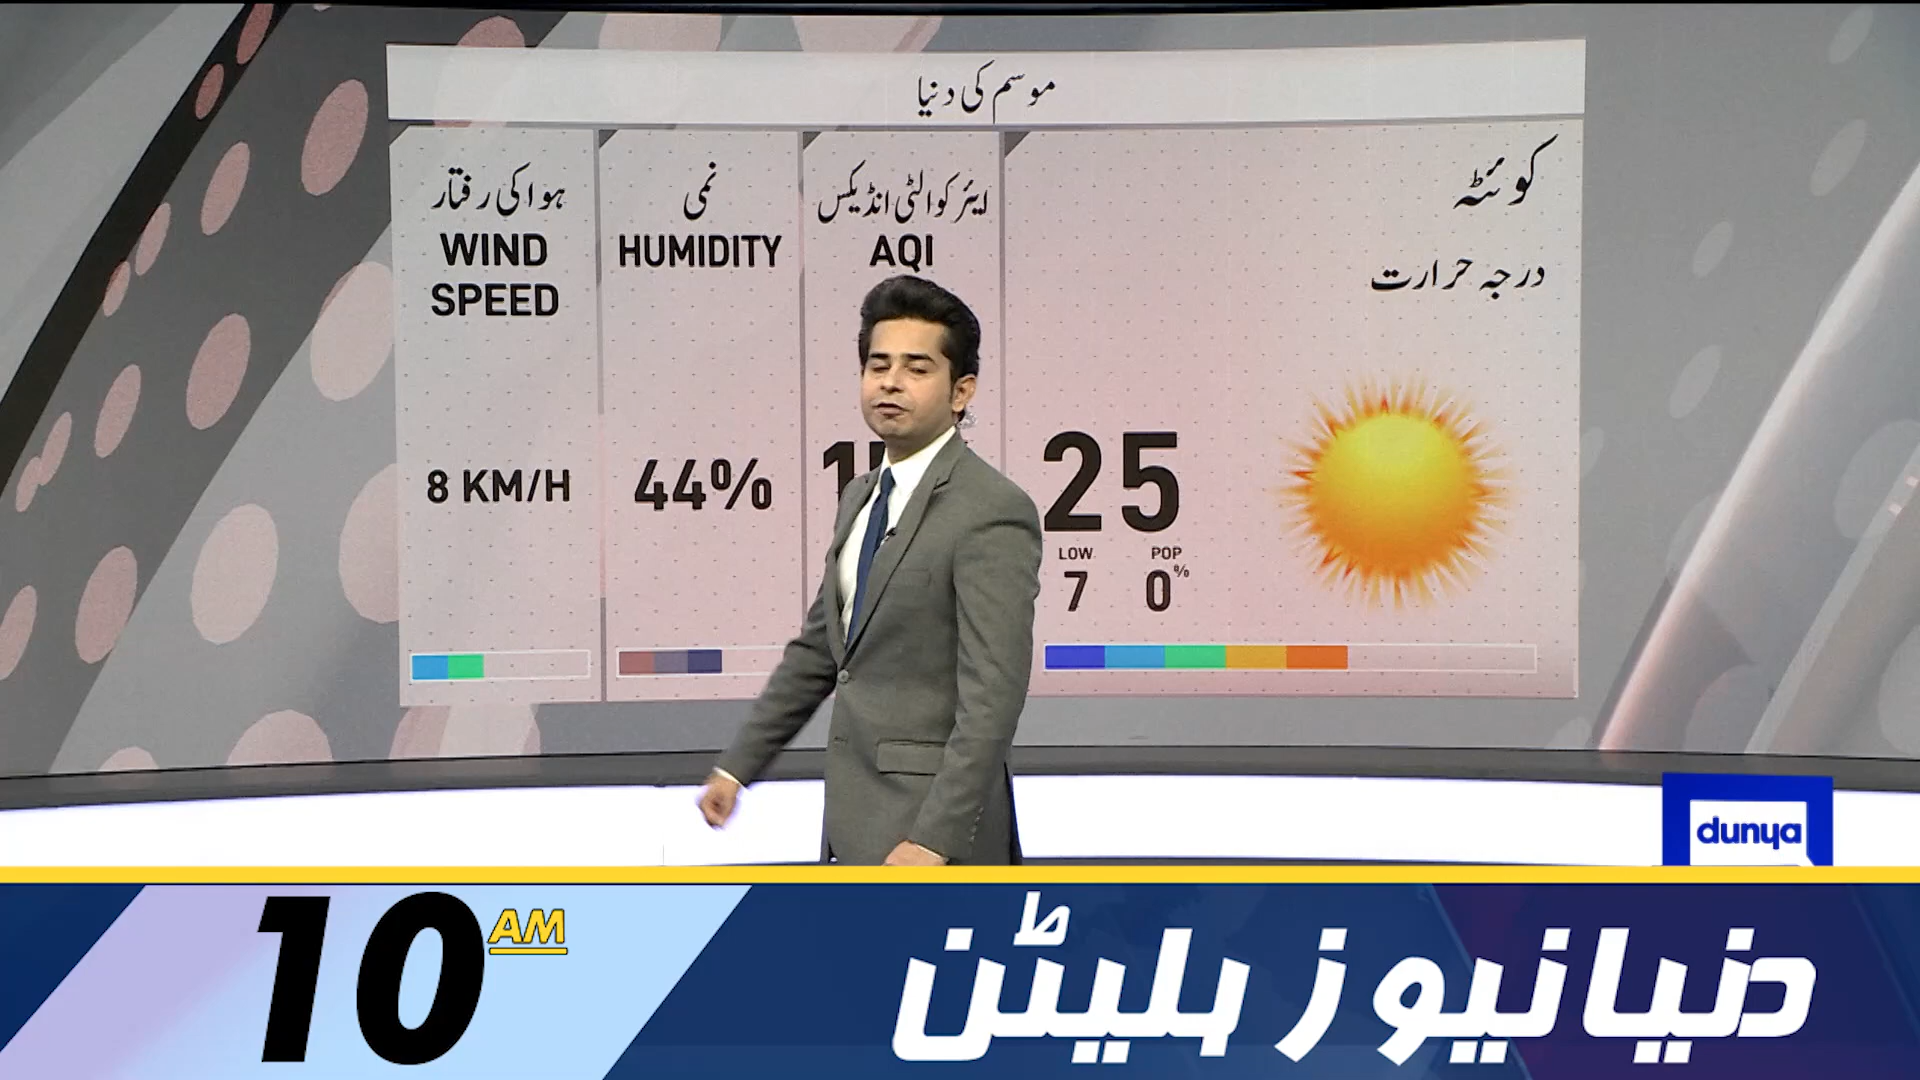 موسم کی دنیا
کوئٹہ
درجہ حرارت
25
LOW
7
POP
0%
ایئر کوالٹی انڈیکس
AQI
نمی
HUMIDITY
44%
ہوا کی رفتار
WIND
SPEED
8 KM/H
dunya
دنیا نیوز بلیٹن
10 AM